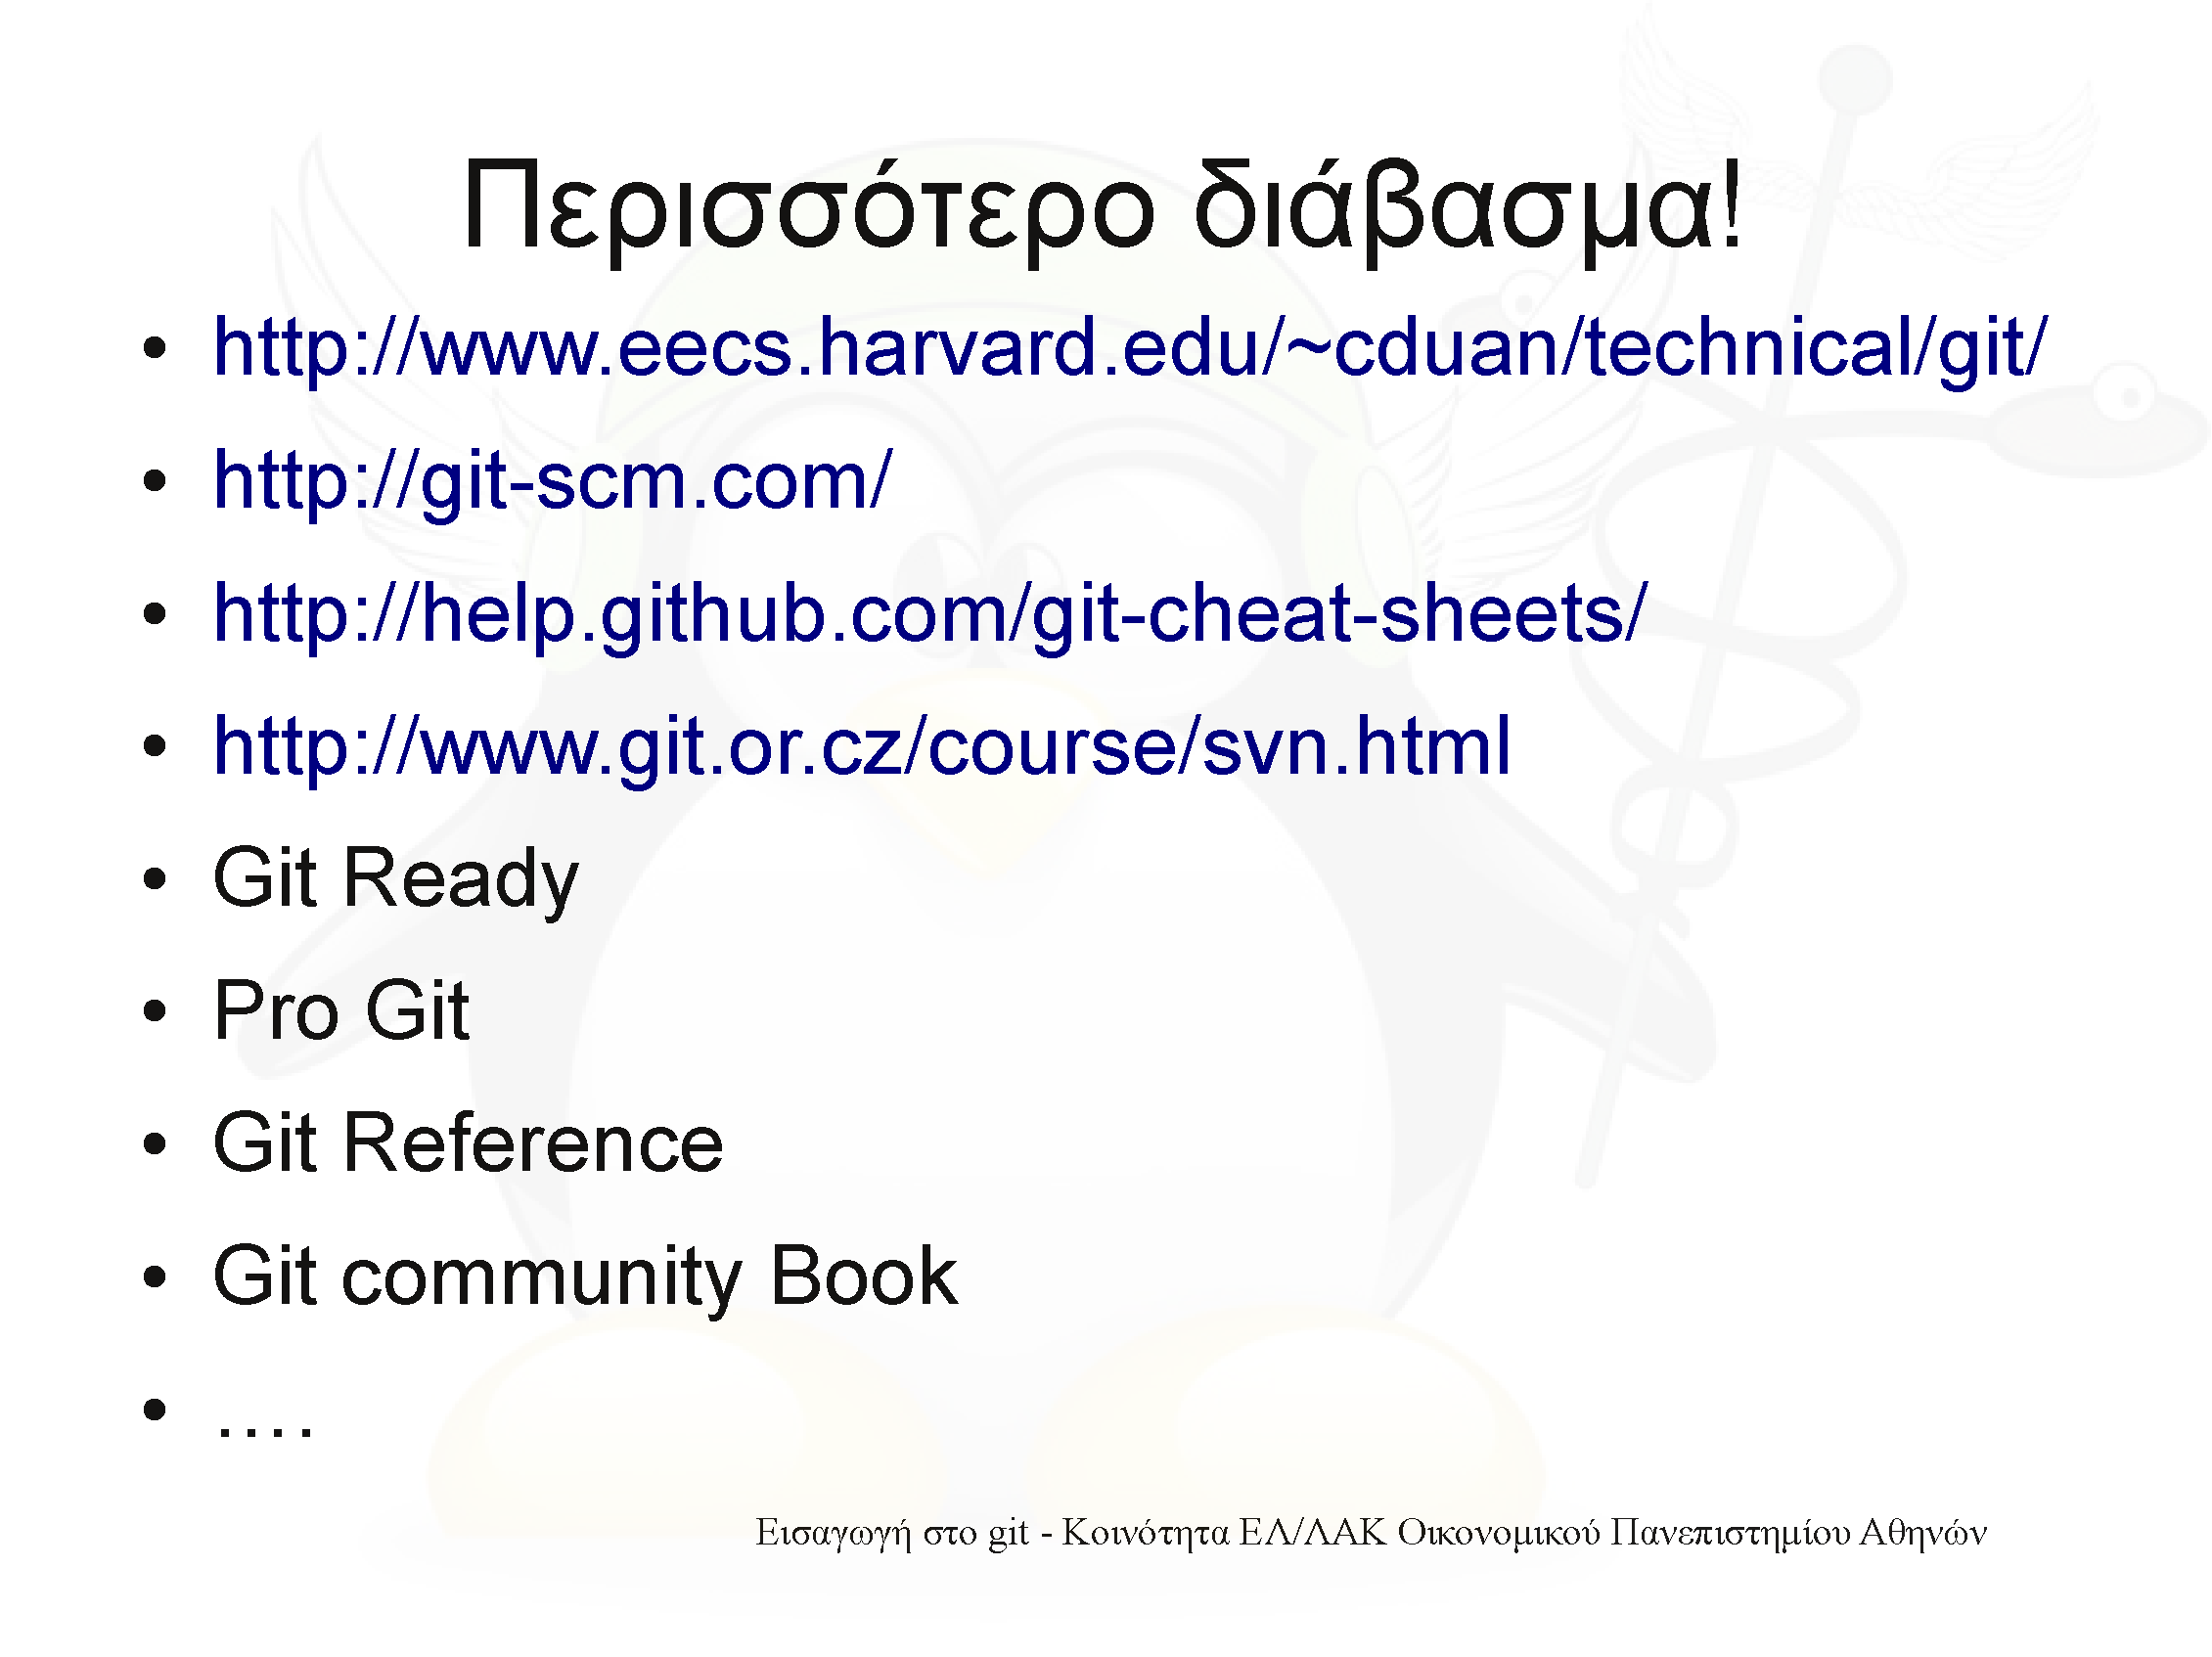 Περισσότερο διάβασμα!
• http://www.eecs.harvard.edu/~cduan/technical/git/
• http://git-scm.com/
• http://help.github.com/git-cheat-sheets/
• http://www.git.or.cz/course/svn.html
• Git Ready
• Pro Git
• Git Reference
• Git community Book
• ….
Εισαγωγή στο git - Κοινότητα ΕΛ/ΛΑΚ Οικονομικού Πανεπιστημίου Αθηνών